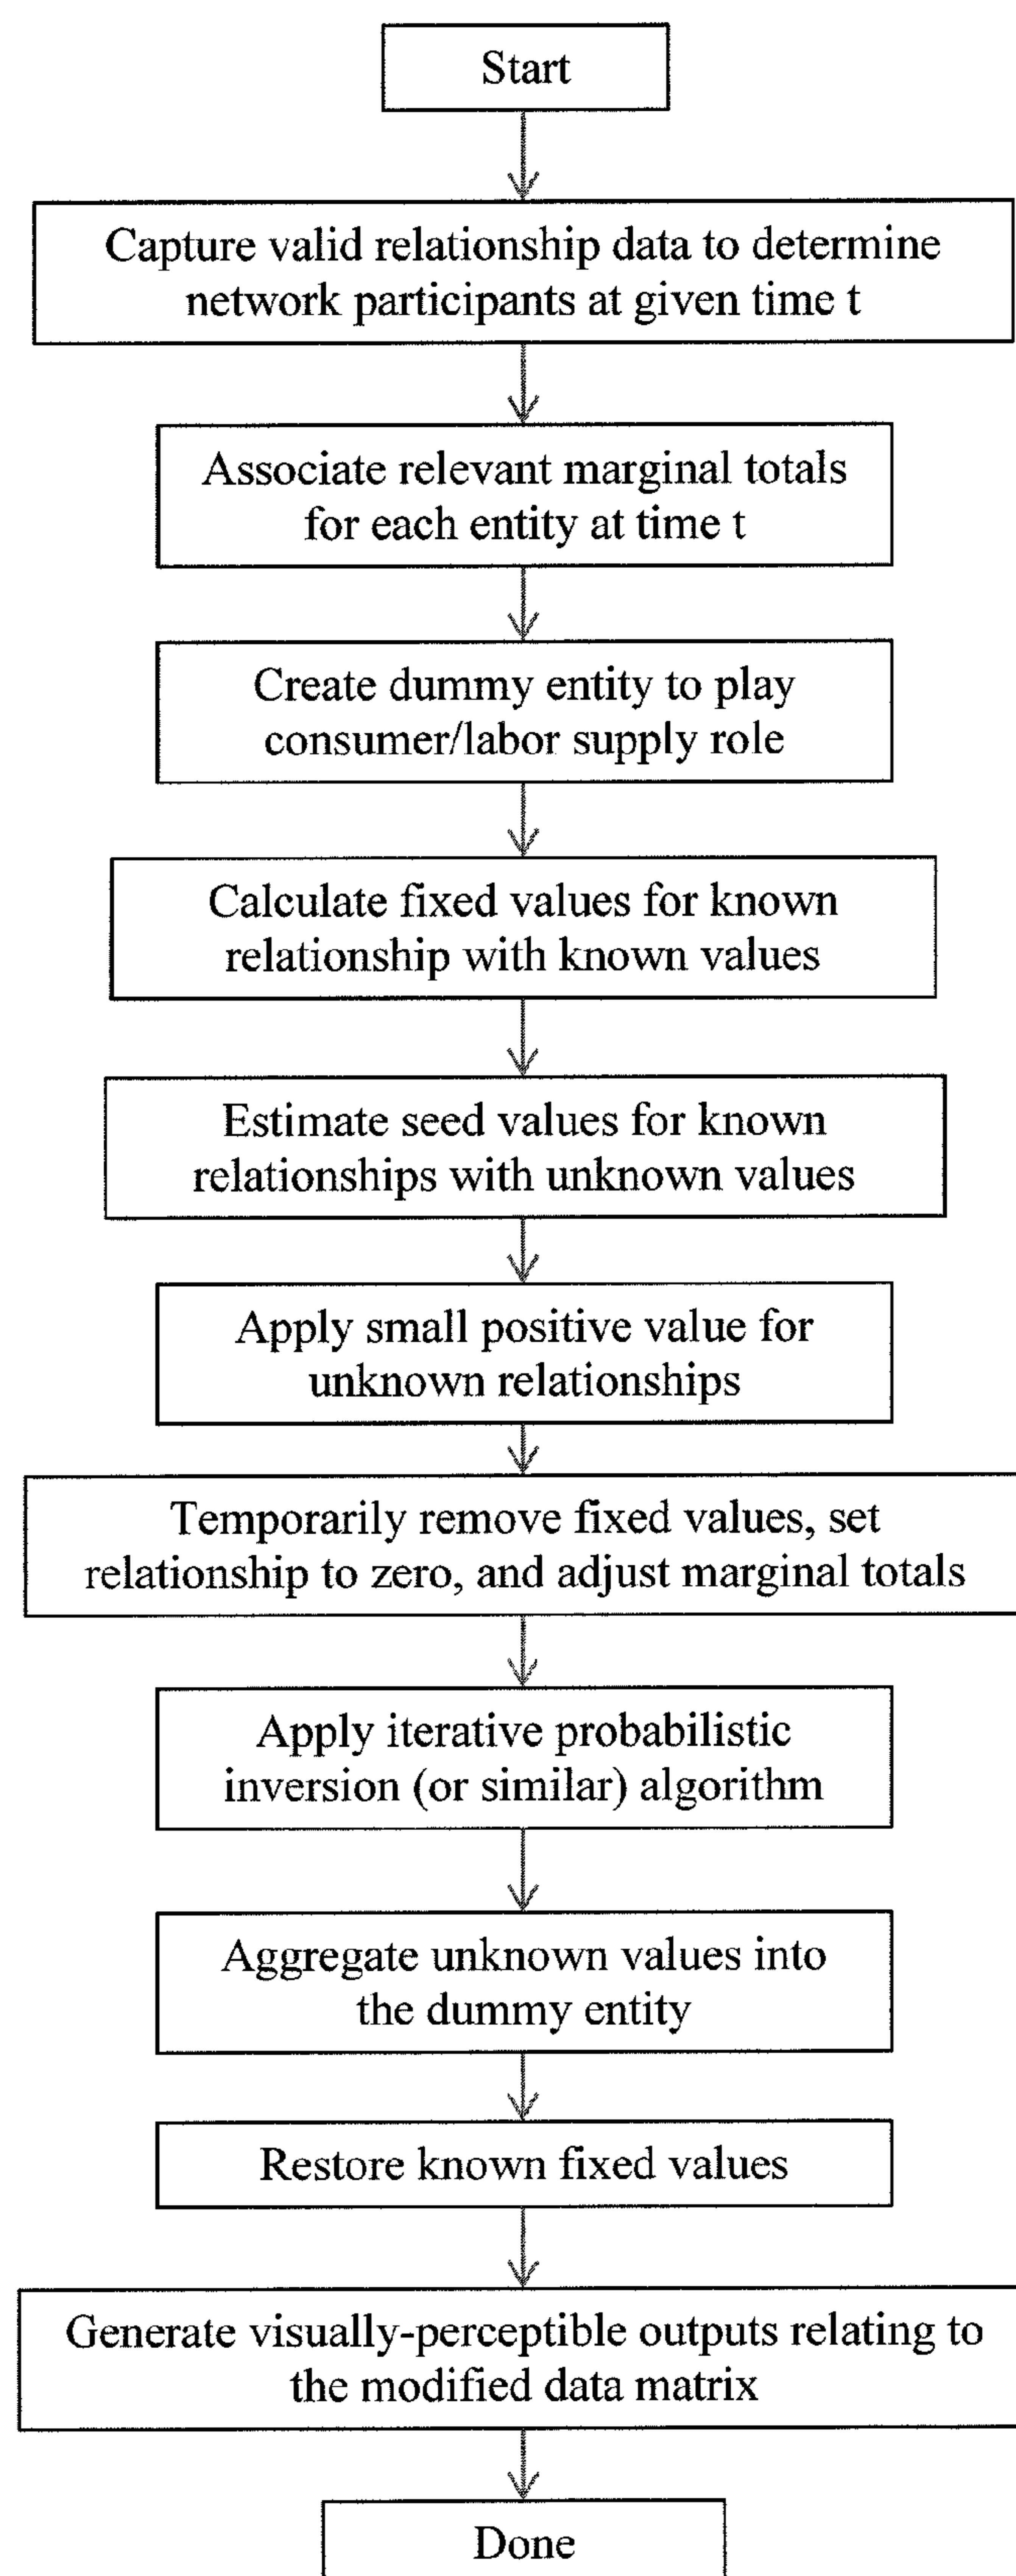 Start
Capture valid relationship data to determine
network participants at given time t
Associate relevant marginal totals
for each entity at time t
Create dummy entity to play
consumer/labor supply role
Calculate fixed values for known
relationship with known values
Estimate seed values for known
relationships with unknown values
Apply small positive value for
unknown relationships
Temporarily remove fixed values, set
relationship to zero, and adjust marginal totals
Apply iterative probabilistic
inversion (or similar) algorithm
Aggregate unknown values into
the dummy entity
Restore known fixed values
Generate visually-perceptible outputs relating to
the modified data matrix
Done